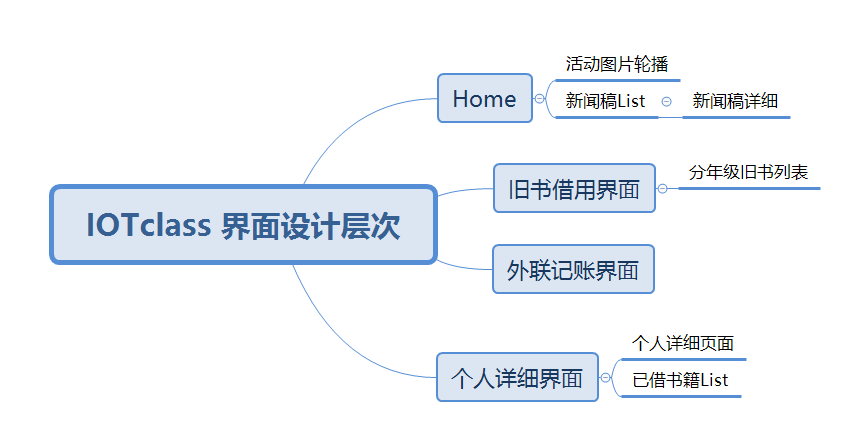 IOTclass 界面设计层次
Home
活动图片轮播
新闻稿List
新闻稿详细
旧书借用界面
分年级旧书列表
外联记账界面
个人详细界面
个人详细页面
已借书籍List